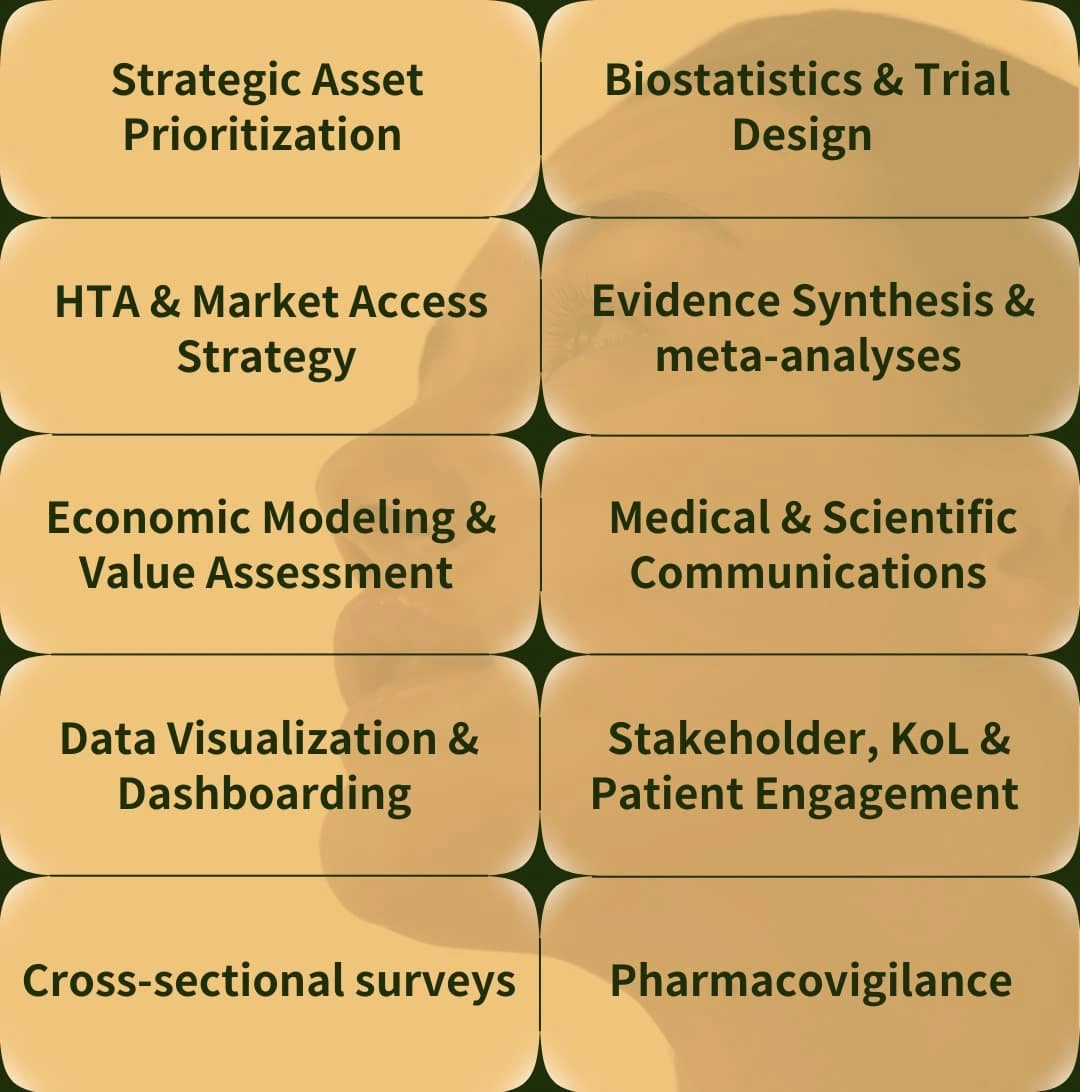 Strategic Asset
Prioritization
Biostatistics & Trial
Design
HTA & Market Access
Strategy
Evidence Synthesis &
meta-analyses
Economic Modeling &
Value Assessment
Medical & Scientific
Communications
Data Visualization &
Dashboarding
Stakeholder, KoL &
Patient Engagement
Cross-sectional surveys
Pharmacovigilance